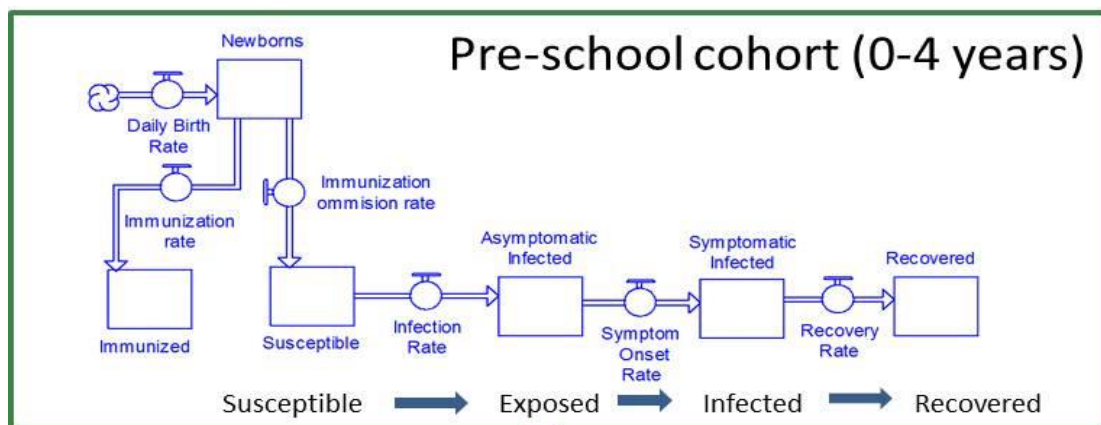 Pre-school cohort (0-4 years)
Newborns
Daily Birth
Rate
Immunization
rate
Immunization
ommision rate
Immunized
Susceptible
Infection
Rate
Asymptomatic
Infected
Symptom
Onset
Rate
Symptomatic
Infected
Recovery
Rate
Recovered
Susceptible
Exposed
Infected
Recovered